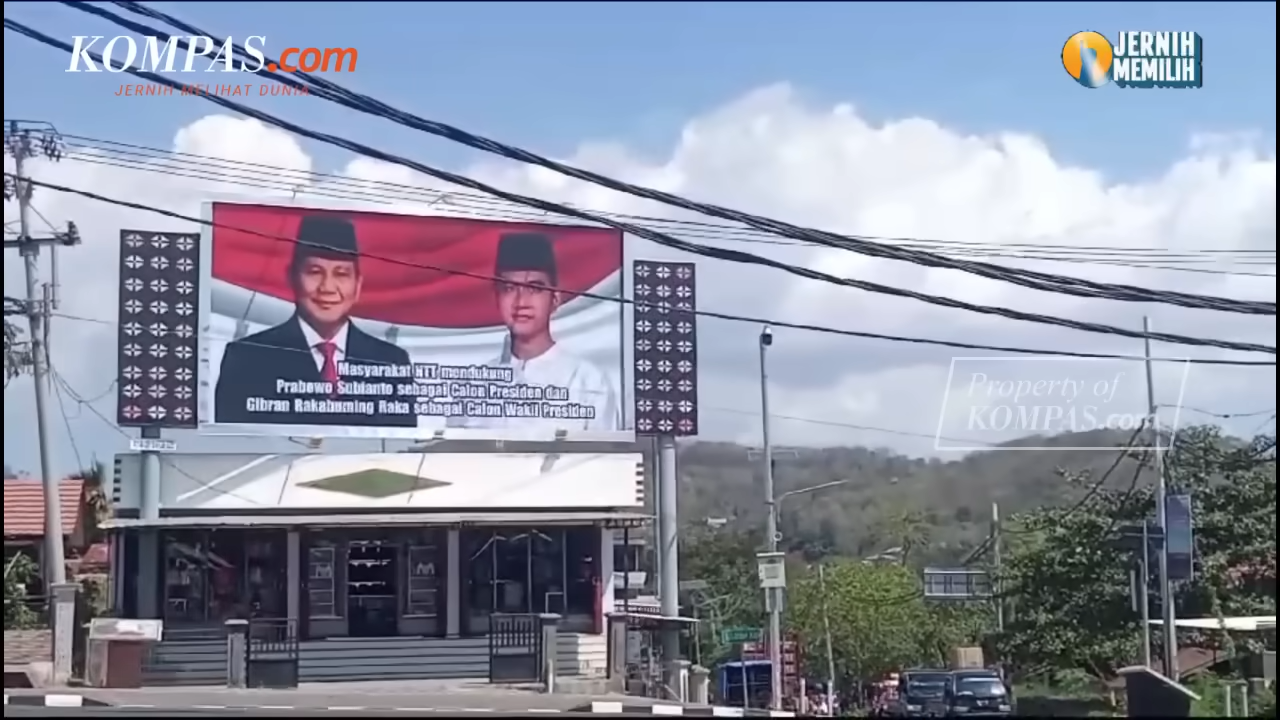 KOMPAS.com
JERNIH MELIHAT DUNIA
JERNIH
MEMILIH
Masyarakat NTT mendukung
Prabowo Subianto sebagai Calon Presiden dan
Gibran Rakabuming Raka sebagai Calon Wakil Presiden
Property of
KOMPAS.com